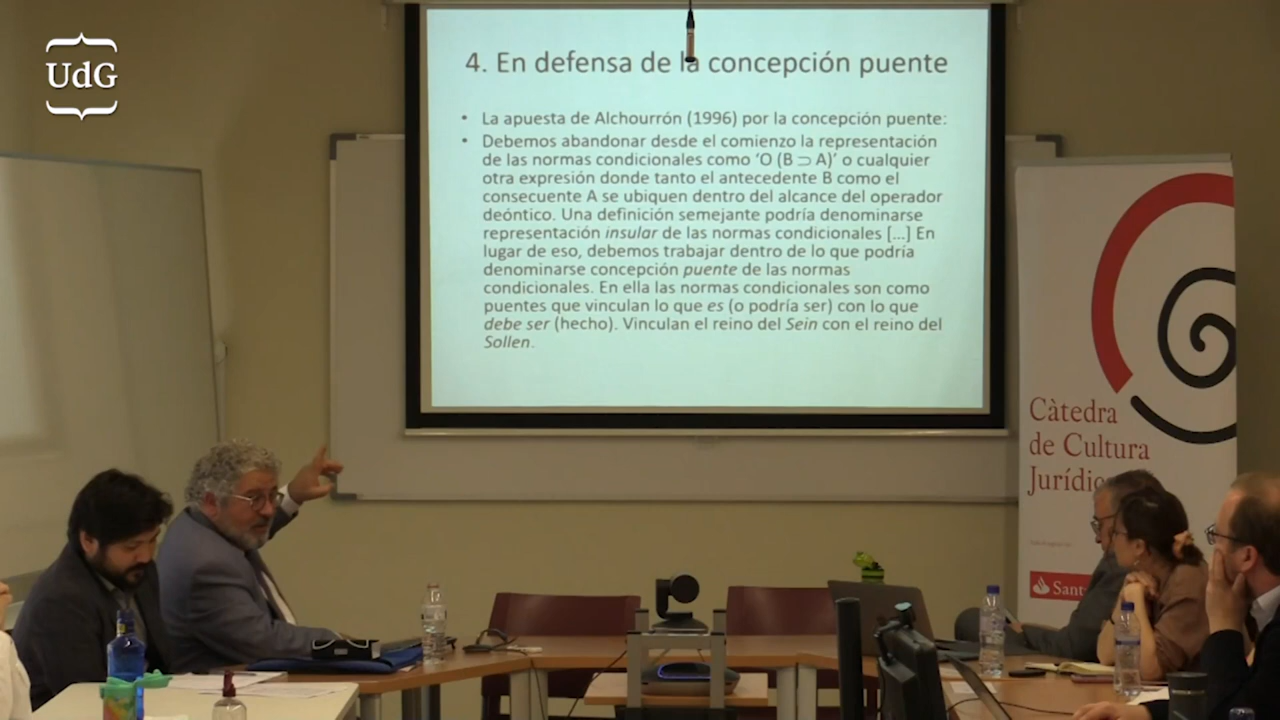 UdG
4. En defensa de la concepción puente
• La apuesta de Alchourrón (1996) por la concepción puente:
• Debemos abandonar desde el comienzo la representación
de las normas condicionales como ‘O (B ⊃ A)’ o cualquier
otra expresión donde tanto el antecedente B como el
consecuente A se ubiquen dentro del alcance del operador
deóntico. Una definición semejante podría denominarse
representación insular de las normas condicionales [...] En
lugar de eso, debemos trabajar dentro de lo que podría
denominarse concepción puente de las normas
condicionales. En ella las normas condicionales son como
puentes que vinculan lo que es (o podría ser) con lo que
debe ser (hecho). Vinculan el reino del Sein con el reino del
Sollen.
Càtedra
de Cultura
Jurídic
Sant